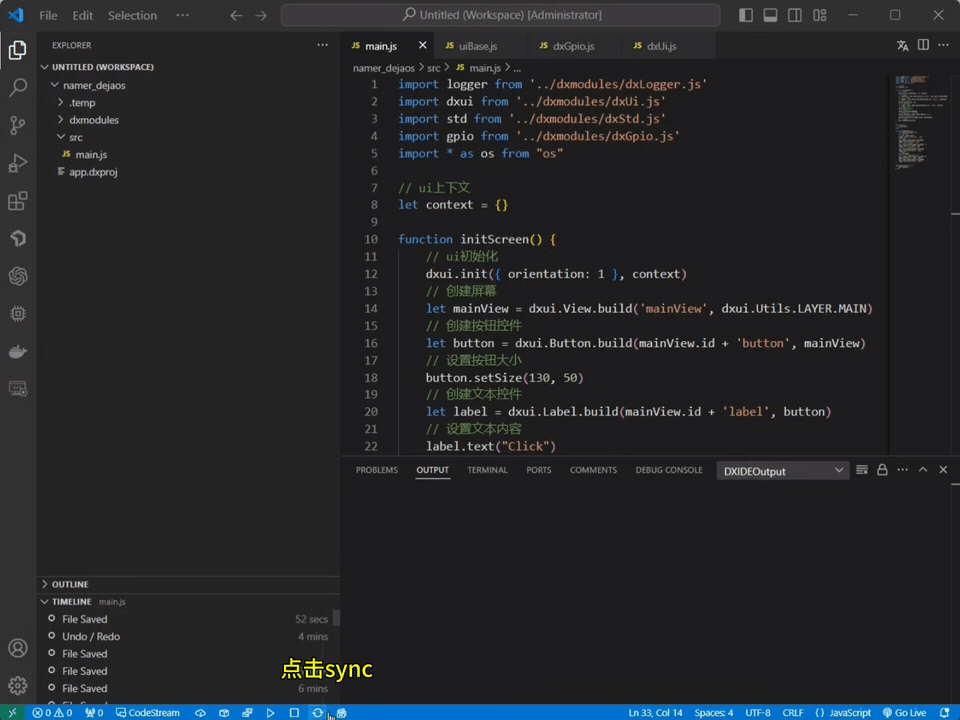 File Edit Selection ··· Untitled (Workspace) [Administrator]
EXPLORER
UNTITLED (WORKSPACE)
namer_dejaos
.temp
dxmodules
src
JS main.js
app.dxproj
OUTLINE
TIMELINE main.js
File Saved 52 secs
Undo / Redo 4 mins
File Saved
File Saved
File Saved 6 mins
JS main.js JS uiBase.js JS dxGpio.js JS dxUi.js
namer_dejaos > src > JS main.js > ...
1 import logger from '../dxmodules/dxLogger.js'
2 import dxui from '../dxmodules/dxUi.js'
3 import std from '../dxmodules/dxStd.js'
4 import gpio from '../dxmodules/dxGpio.js'
5 import * as os from "os"
6
7 // ui上下文
8 let context = {}
9
10 function initScreen() {
11 // ui初始化
12 dxui.init({ orientation: 1 }, context)
13 // 创建屏幕
14 let mainView = dxui.View.build('mainView', dxui.Utils.LAYER.MAIN)
15 // 创建按钮控件
16 let button = dxui.Button.build(mainView.id + 'button', mainView)
17 // 设置按钮大小
18 button.setSize(130, 50)
19 // 创建文本控件
20 let label = dxui.Label.build(mainView.id + 'label', button)
21 // 设置文本内容
22 label.text("Click")
PROBLEMS OUTPUT TERMINAL PORTS COMMENTS DEBUG CONSOLE DXIDEOutput
点击sync
0 0 0 CodeStream Ln 33, Col 14 Spaces: 4 UTF-8 CRLF {} JavaScript Go Live